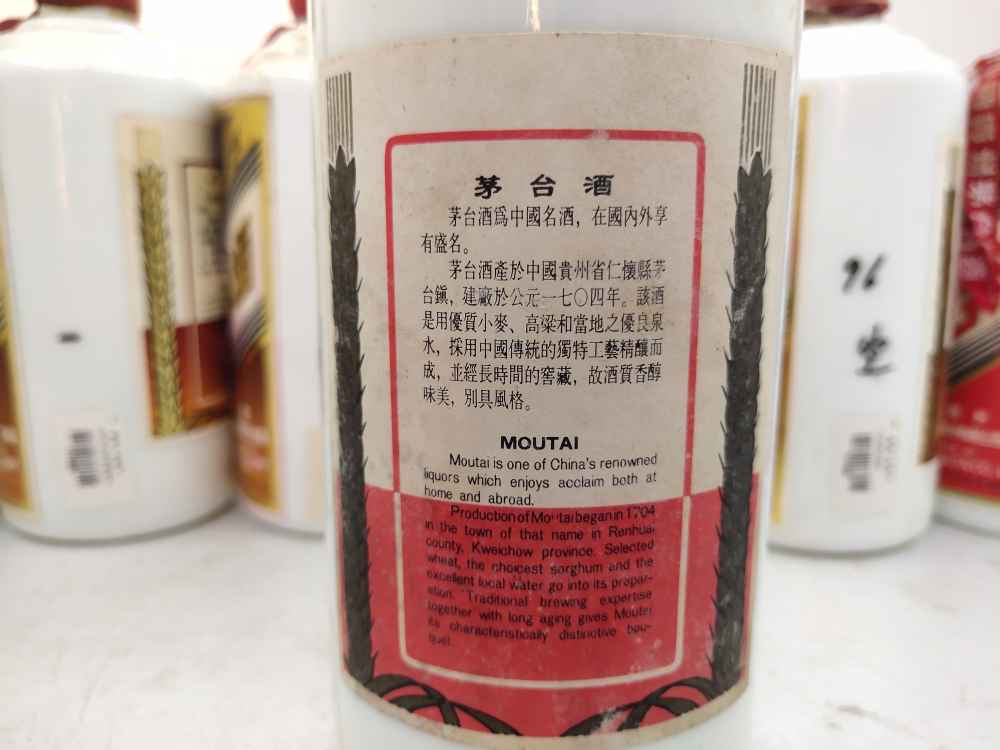 茅台酒
茅台酒爲中國名酒，在國內外享
有盛名。
茅台酒產於中國貴州省仁懷縣茅
台鎮，建廠於公元一七〇四年。該酒
是用優質小麥、高梁和當地之優良泉
水，採用中國傳統的獨特工藝精釀而
成，並經長時間的窖藏，故酒質香醇
味美，別具風格。
MOUTAI
Moutai is one of China's renowned
liquors which enjoys acclaim both at
home and abroad.
Production of Moutai began in 1704
in the town of that name in Renhuai
county, Kweichow province. Selected
wheat, the choicest sorghum and the
excellent local water go into its prepar-
ation. Traditional brewing expertise
together with long aging gives Moutai
its characteristically distinctive bou-
quet.